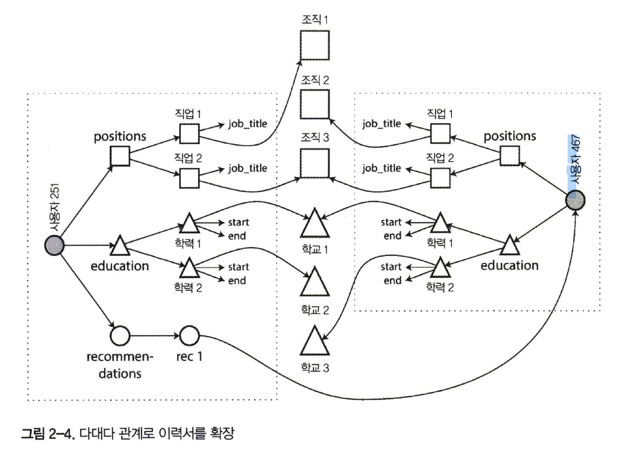 조직 1
조직 2
조직 3
직업 1
job_title
positions
직업 2
job_title
사용자 251
학력 1
start
end
education
학력 2
start
end
recommen-
dations
rec 1
학교 1
학교 2
학교 3
직업 1
job_title
positions
직업 2
job_title
사용자 467
학력 1
start
end
education
학력 2
start
end
그림 2-4. 다대다 관계로 이력서를 확장